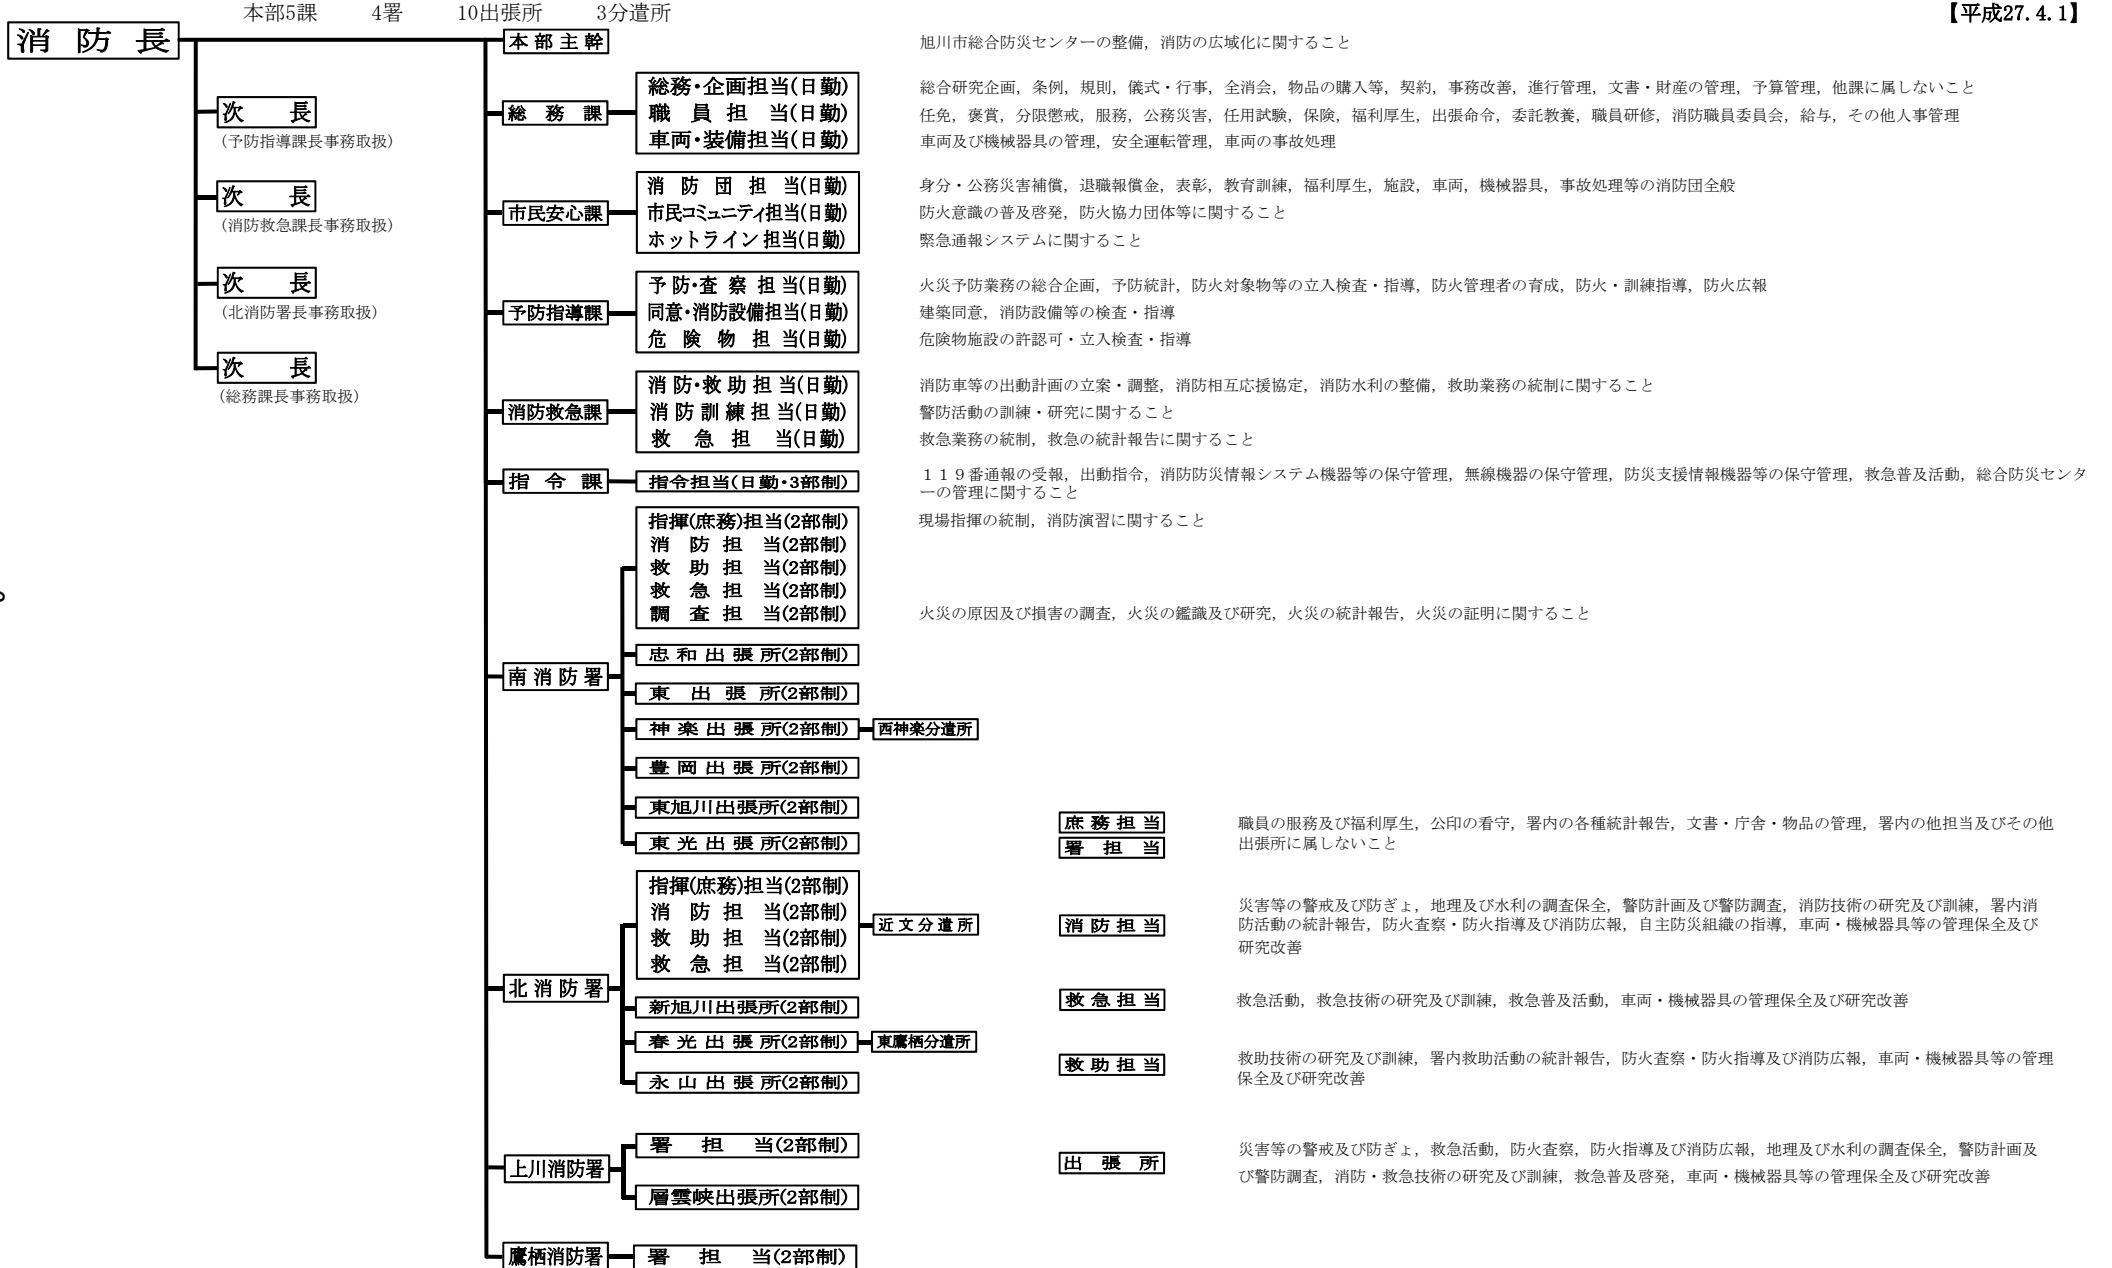 本部5課　4署　10出張所　3分遣所
【平成27.4.1】
消防長
次長
(予防指導課長事務取扱)
次長
(消防救急課長事務取扱)
次長
(北消防署長事務取扱)
次長
(総務課長事務取扱)
本部主幹
旭川市総合防災センターの整備，消防の広域化に関すること
総務課
総務・企画担当(日勤)
総合研究企画，条例，規則，儀式・行事，全消会，物品の購入等，契約，事務改善，進行管理，文書・財産の管理，予算管理，他課に属しないこと
職員担当(日勤)
任免，褒賞，分限懲戒，服務，公務災害，任用試験，保険，福利厚生，出張命令，委託教養，職員研修，消防職員委員会，給与，その他人事管理
車両・装備担当(日勤)
車両及び機械器具の管理，安全運転管理，車両の事故処理
市民安心課
消防団担当(日勤)
身分・公務災害補償，退職報償金，表彰，教育訓練，福利厚生，施設，車両，機械器具，事故処理等の消防団全般
市民コミュニティ担当(日勤)
防火意識の普及啓発，防火協力団体等に関すること
ホットライン担当(日勤)
緊急通報システムに関すること
予防指導課
予防・査察担当(日勤)
火災予防業務の総合企画，予防統計，防火対象物等の立入検査・指導，防火管理者の育成，防火・訓練指導，防火広報
同意・消防設備担当(日勤)
建築同意，消防設備等の検査・指導
危険物担当(日勤)
危険物施設の許認可・立入検査・指導
消防救急課
消防・救助担当(日勤)
消防車等の出動計画の立案・調整，消防相互応援協定，消防水利の整備，救助業務の統制に関すること
消防訓練担当(日勤)
警防活動の訓練・研究に関すること
救急担当(日勤)
救急業務の統制，救急の統計報告に関すること
指令課
指令担当(日勤・3部制)
１１９番通報の受報，出動指令，消防防災情報システム機器等の保守管理，無線機器の保守管理，防災支援情報機器等の保守管理，救急普及活動，総合防災センタ
ーの管理に関すること
南消防署
指揮(庶務)担当(2部制)
現場指揮の統制，消防演習に関すること
消防担当(2部制)
救助担当(2部制)
救急担当(2部制)
調査担当(2部制)
火災の原因及び損害の調査，火災の鑑識及び研究，火災の統計報告，火災の証明に関すること
。
忠和出張所(2部制)
東出張所(2部制)
神楽出張所(2部制)
西神楽分遣所
豊岡出張所(2部制)
東旭川出張所(2部制)
東光出張所(2部制)
北消防署
指揮(庶務)担当(2部制)
消防担当(2部制)
救助担当(2部制)
救急担当(2部制)
近文分遣所
新旭川出張所(2部制)
春光出張所(2部制)
東鷹栖分遣所
永山出張所(2部制)
上川消防署
署担当(2部制)
層雲峡出張所(2部制)
鷹栖消防署
署担当(2部制)
庶務担当
署担当
職員の服務及び福利厚生，公印の看守，署内の各種統計報告，文書・庁舎・物品の管理，署内の他担当及びその他
出張所に属しないこと
消防担当
災害等の警戒及び防ぎょ，地理及び水利の調査保全，警防計画及び警防調査，消防技術の研究及び訓練，署内消
防活動の統計報告，防火査察・防火指導及び消防広報，自主防災組織の指導，車両・機械器具等の管理保全及び
研究改善
救急担当
救急活動，救急技術の研究及び訓練，救急普及活動，車両・機械器具の管理保全及び研究改善
救助担当
救助技術の研究及び訓練，署内救助活動の統計報告，防火査察・防火指導及び消防広報，車両・機械器具等の管理
保全及び研究改善
出張所
災害等の警戒及び防ぎょ，救急活動，防火査察，防火指導及び消防広報，地理及び水利の調査保全，警防計画及
び警防調査，消防・救急技術の研究及び訓練，救急普及啓発，車両・機械器具等の管理保全及び研究改善